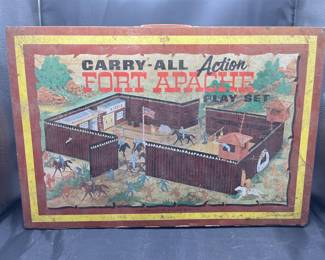 CARRY-ALL Action
FORT APACHE
PLAY SET